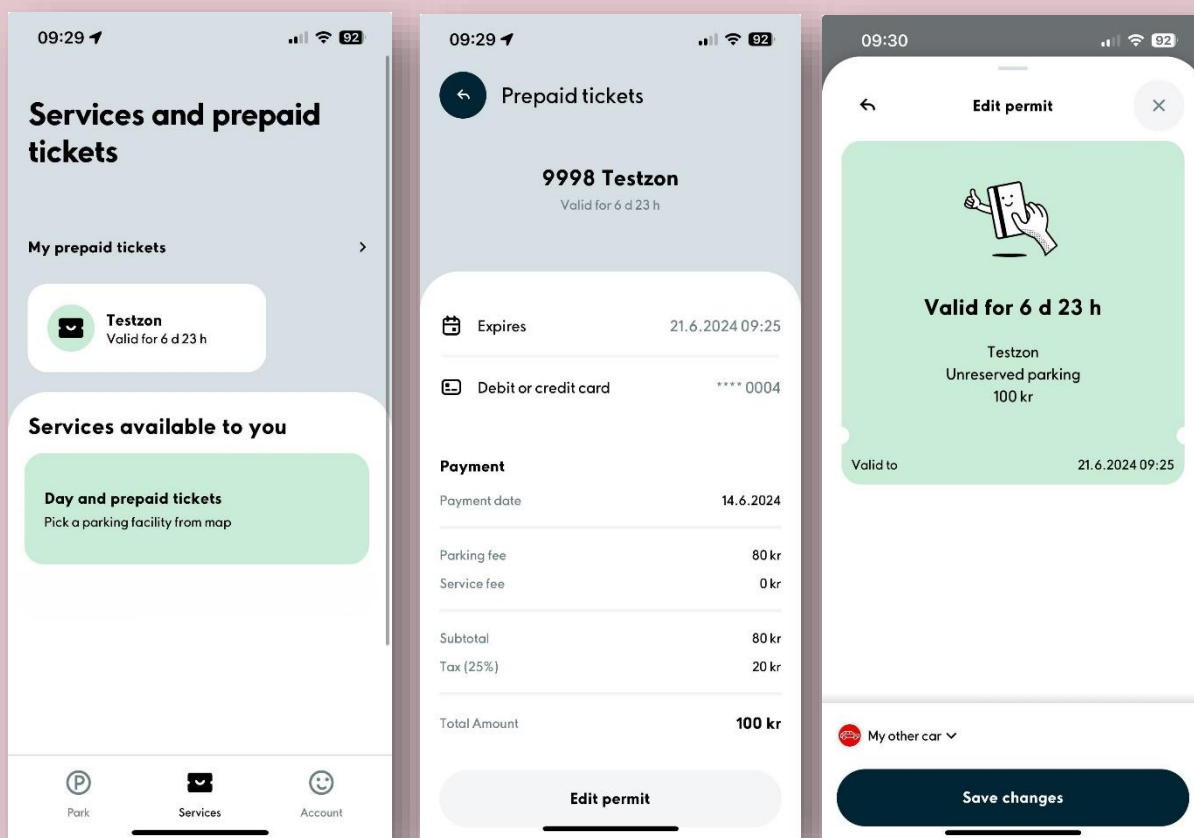 09:29
92
Services and prepaid
tickets
My prepaid tickets
Testzon
Valid for 6 d 23 h
Services available to you
Day and prepaid tickets
Pick a parking facility from map
P
Park
Services
Account
09:29
92
Prepaid tickets
9998 Testzon
Valid for 6 d 23 h
Expires 21.6.2024 09:25
Debit or credit card **** 0004
Payment
Payment date 14.6.2024
Parking fee 80 kr
Service fee 0 kr
Subtotal 80 kr
Tax (25%) 20 kr
Total Amount 100 kr
Edit permit
09:30
92
Edit permit
Valid for 6 d 23 h
Testzon
Unreserved parking
100 kr
Valid to 21.6.2024 09:25
My other car
Save changes